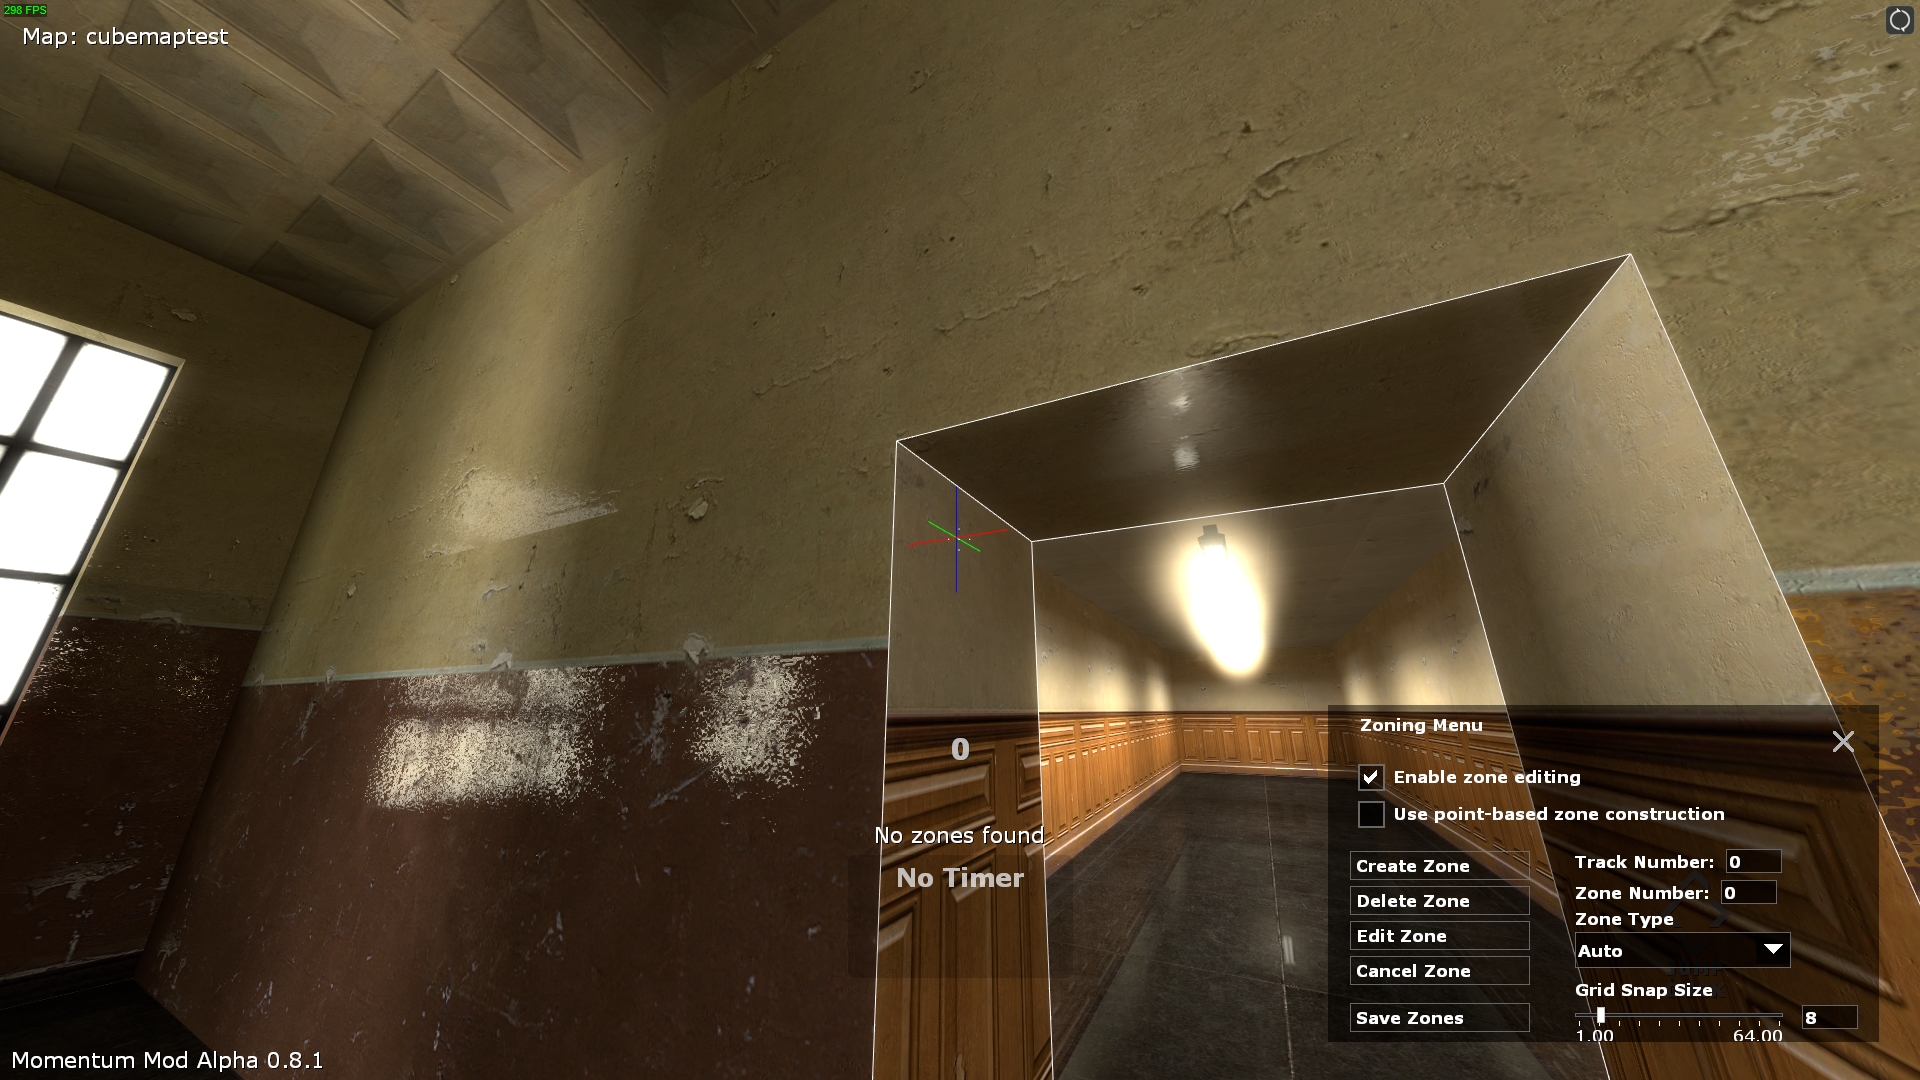 298 FPS
Map: cubemaptest
0
No zones found
No Timer
Zoning Menu
Enable zone editing
Use point-based zone construction
Create Zone
Delete Zone
Edit Zone
Cancel Zone
Save Zones
Track Number: 0
Zone Number: 0
Zone Type
Auto
Grid Snap Size
8
1.00 64.00
Momentum Mod Alpha 0.8.1